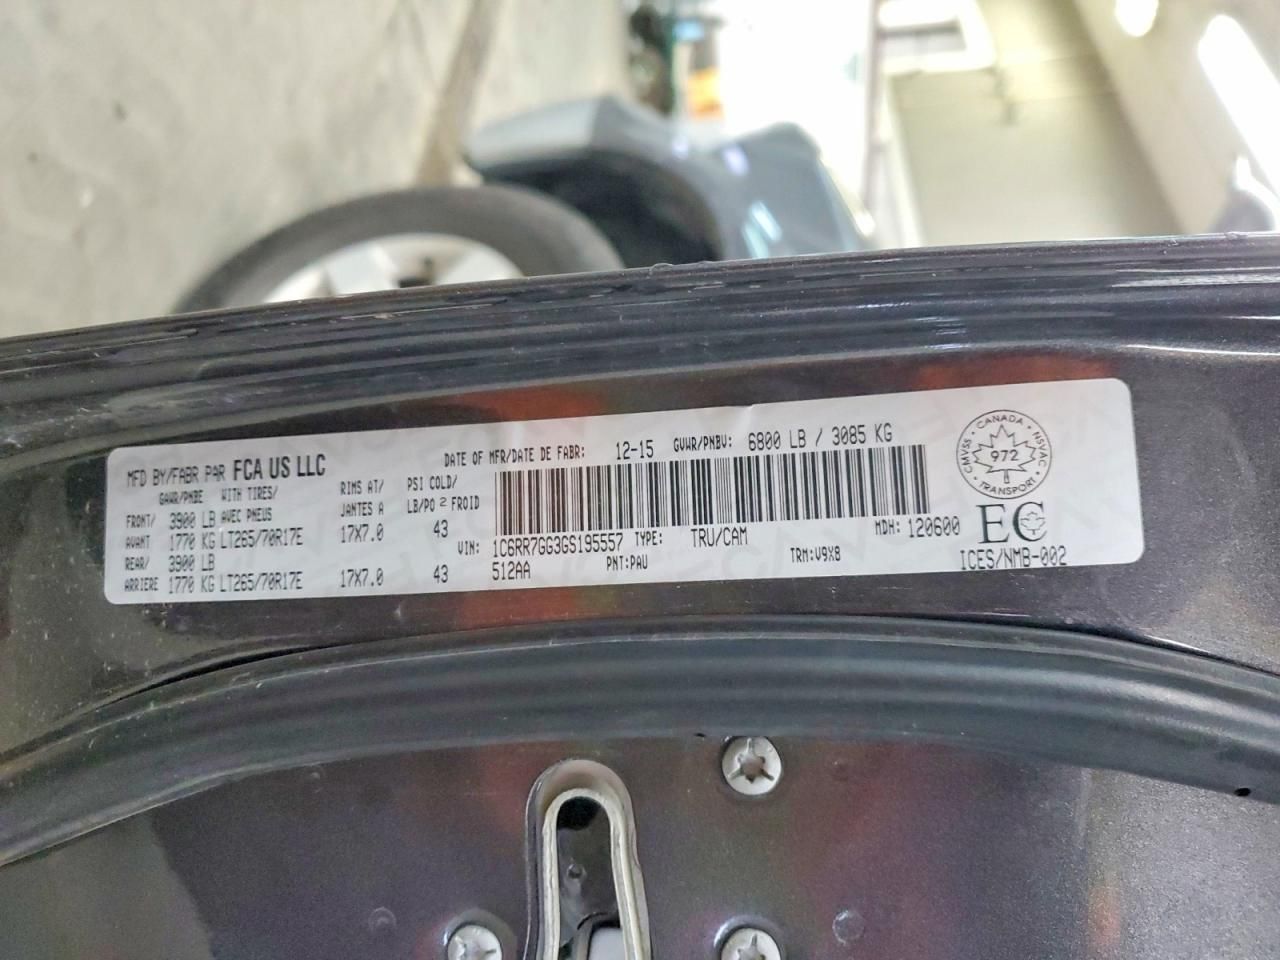 MFD BY/FABR PAR FCA US LLC
DATE OF MFR/DATE DE FABR: 12-15 GVWR/PNBV: 6800 LB / 3085 KG
GAWR/PNBE WITH TIRES/ RIMS AT/ PSI COLD/
AVEC PNEUS JANTES A LB/PO 2 FROID
FRONT/ 3900 LB
AVANT 1770 KG LT265/70R17E 17X7.0 43
REAR/ 3900 LB
ARRIERE 1770 KG LT265/70R17E 17X7.0 43
VIN: 1C6RR7GG3GS195557 TYPE: TRU/CAM MDH: 120600
512AA PNT:PAU TRM:V9X8
CANADA
CMVSS NSVAC
972
TRANSPORT
EC
ICES/NMB-002